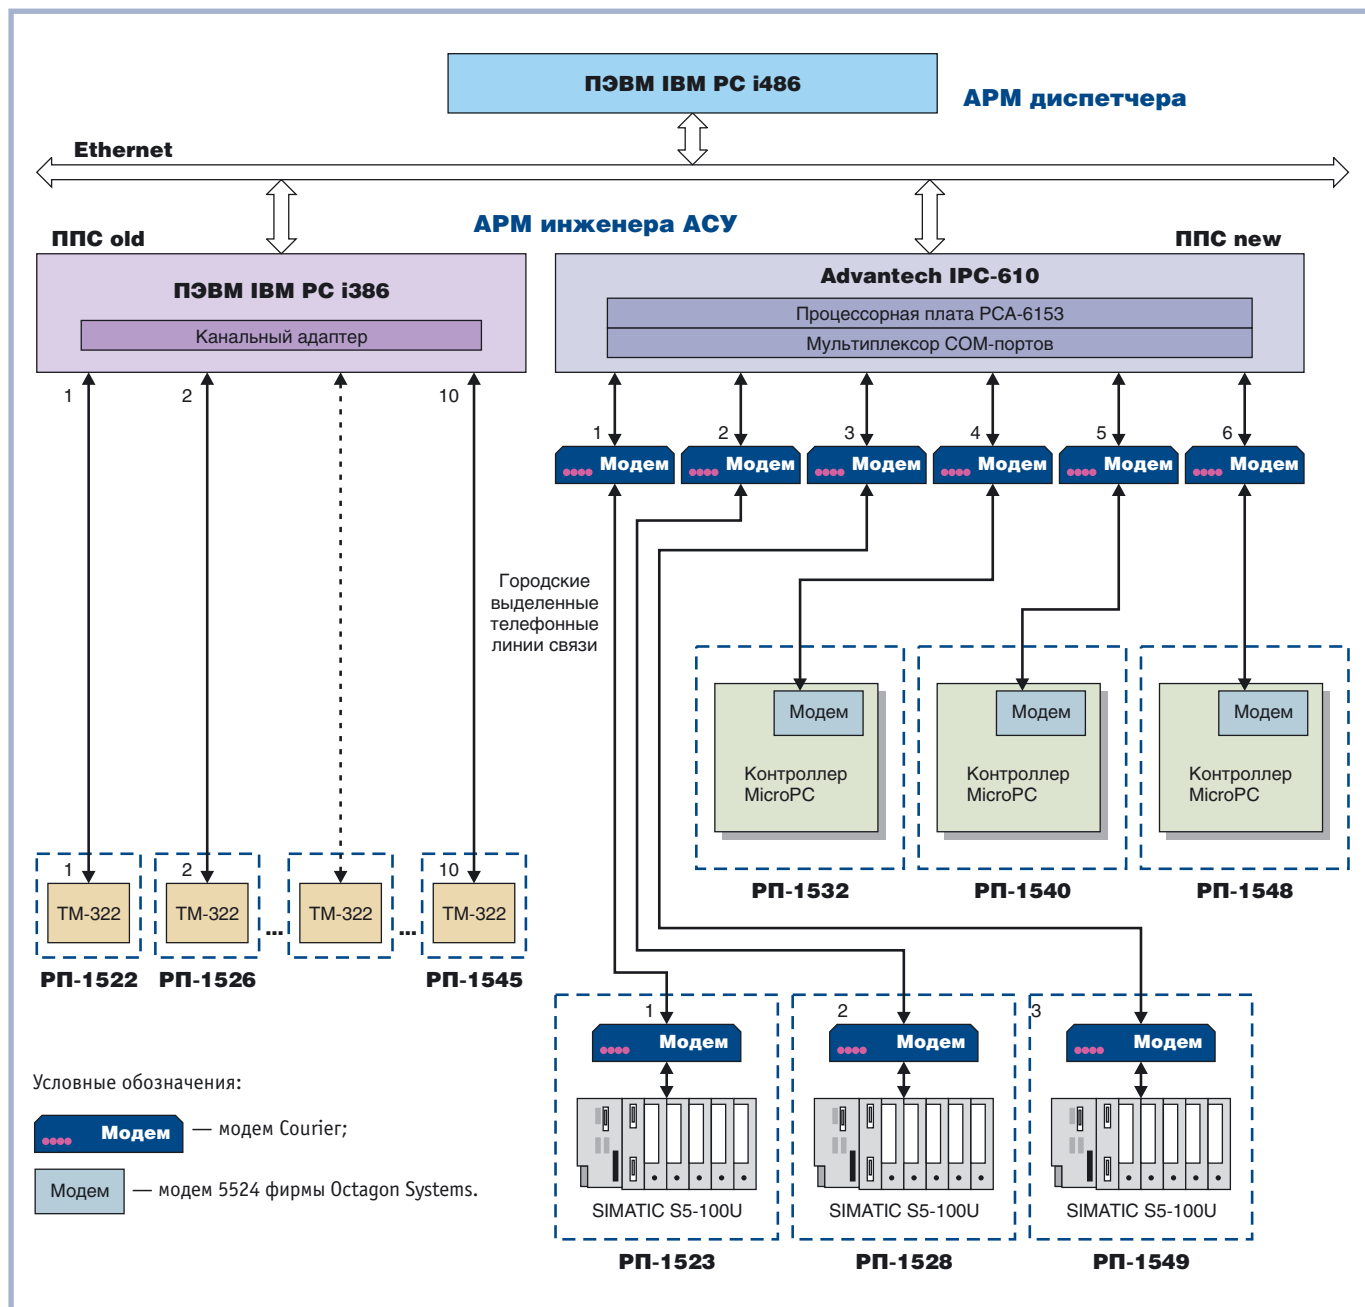 ПЭВМ IBM PC i486
АРМ диспетчера
Ethernet
АРМ инженера АСУ
ППС old
ППС new
ПЭВМ IBM PC i386
Канальный адаптер
Advantech IPC-610
Процессорная плата PCA-6153
Мультиплексор COM-портов
1
2
10
1
2
3
4
5
6
Модем
Модем
Модем
Модем
Модем
Модем
Городские
выделенные
телефонные
линии связи
Модем
Контроллер
MicroPC
Модем
Контроллер
MicroPC
Модем
Контроллер
MicroPC
РП-1532
РП-1540
РП-1548
1
2
10
ТМ-322
ТМ-322
...
ТМ-322
...
ТМ-322
РП-1522
РП-1526
РП-1545
1
2
3
Модем
Модем
Модем
SIMATIC S5-100U
SIMATIC S5-100U
SIMATIC S5-100U
РП-1523
РП-1528
РП-1549
Условные обозначения:
Модем — модем Courier;
Модем — модем 5524 фирмы Octagon Systems.